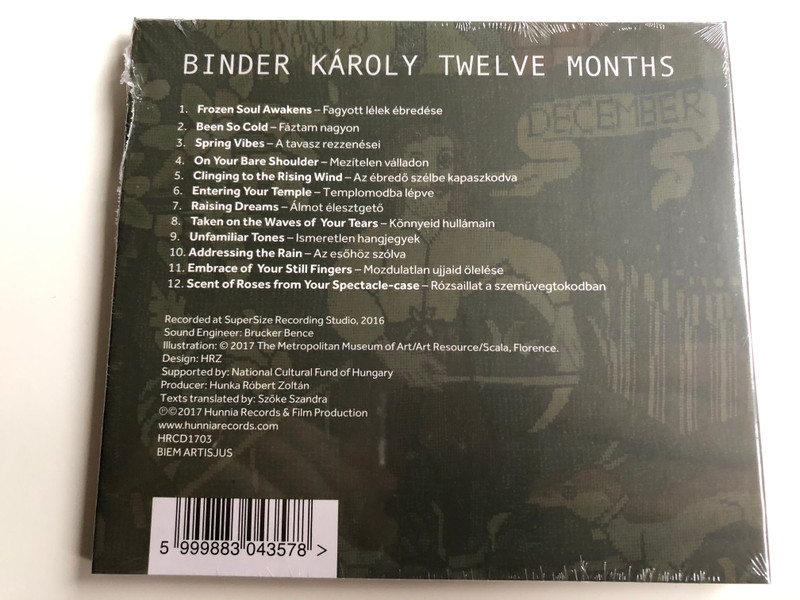 BINDER KÁROLY TWELVE MONTHS
DECEMBER
1. Frozen Soul Awakens – Fagyott lélek ébredése
2. Been So Cold – Fáztam nagyon
3. Spring Vibes – A tavasz rezzenései
4. On Your Bare Shoulder – Mezítelen válladon
5. Clinging to the Rising Wind – Az ébredő szélbe kapaszkodva
6. Entering Your Temple – Templomodba lépve
7. Raising Dreams – Álmot élesztgető
8. Taken on the Waves of Your Tears – Könnyeid hullámain
9. Unfamiliar Tones – Ismeretlen hangjegyek
10. Addressing the Rain – Az esőhöz szólva
11. Embrace of Your Still Fingers – Mozdulatlan ujjaid ölelése
12. Scent of Roses from Your Spectacle-case – Rózsaillat a szemüvegtokodban
Recorded at SuperSize Recording Studio, 2016
Sound Engineer: Brucker Bence
Illustration: © 2017 The Metropolitan Museum of Art/Art Resource/Scala, Florence.
Design: HRZ
Supported by: National Cultural Fund of Hungary
Producer: Hunka Róbert Zoltán
Texts translated by: Szőke Szandra
℗©2017 Hunnia Records & Film Production
www.hunniarecords.com
HRCD1703
BIEM ARTISJUS
5 999883 043578 >